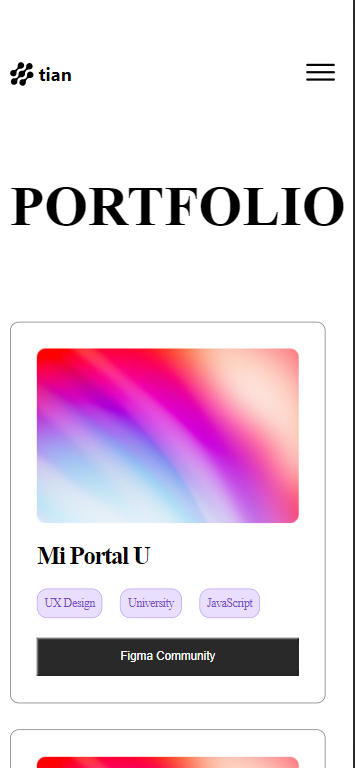 tian
PORTFOLIO
Mi Portal U
UX Design University JavaScript
Figma Community